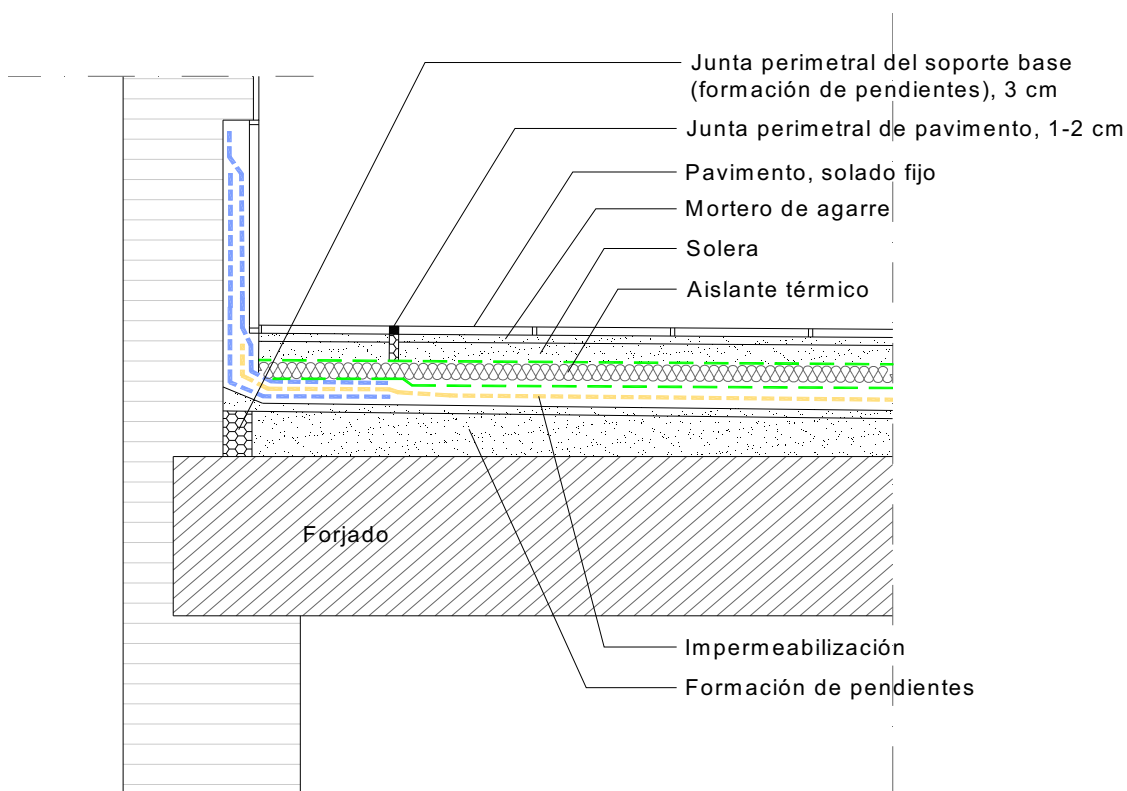 Junta perimetral del soporte base
(formación de pendientes), 3 cm
Junta perimetral de pavimento, 1-2 cm
Pavimento, solado fijo
Mortero de agarre
Solera
Aislante térmico
Forjado
Impermeabilización
Formación de pendientes